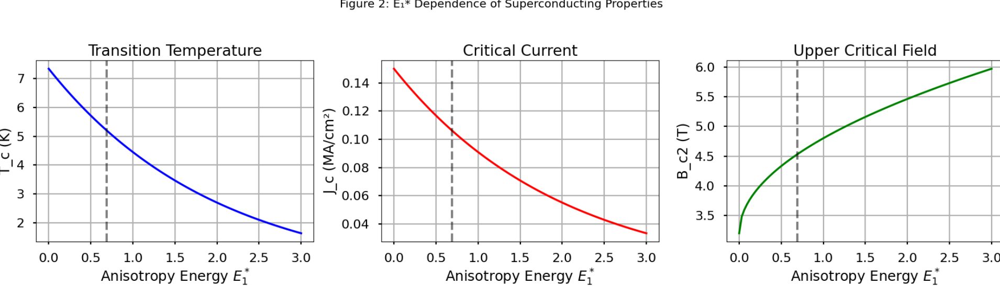 Figure 2: E₁* Dependence of Superconducting Properties
Transition Temperature
T_c (K)
7
6
5
4
3
2
0.0 0.5 1.0 1.5 2.0 2.5 3.0
Anisotropy Energy E₁*
Critical Current
J_c (MA/cm²)
0.14
0.12
0.10
0.08
0.06
0.04
0.0 0.5 1.0 1.5 2.0 2.5 3.0
Anisotropy Energy E₁*
Upper Critical Field
B_c2 (T)
6.0
5.5
5.0
4.5
4.0
3.5
0.0 0.5 1.0 1.5 2.0 2.5 3.0
Anisotropy Energy E₁*